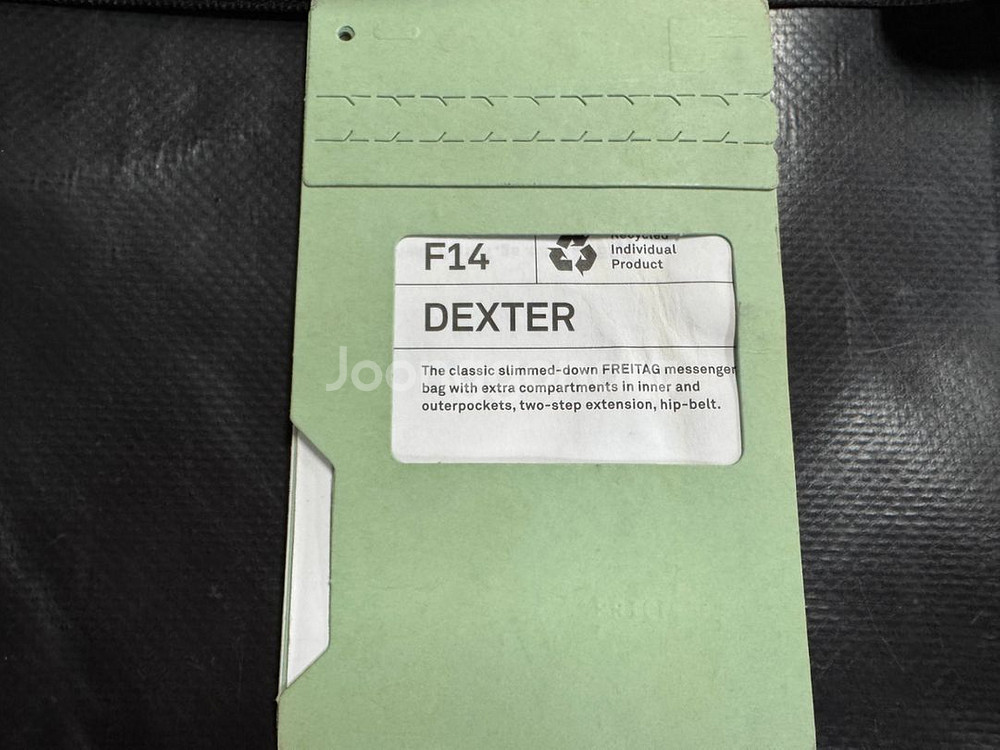 F14
Recycled
Individual
Product
DEXTER
The classic slimmed-down FREITAG messenger
bag with extra compartments in inner and
outerpockets, two-step extension, hip-belt.